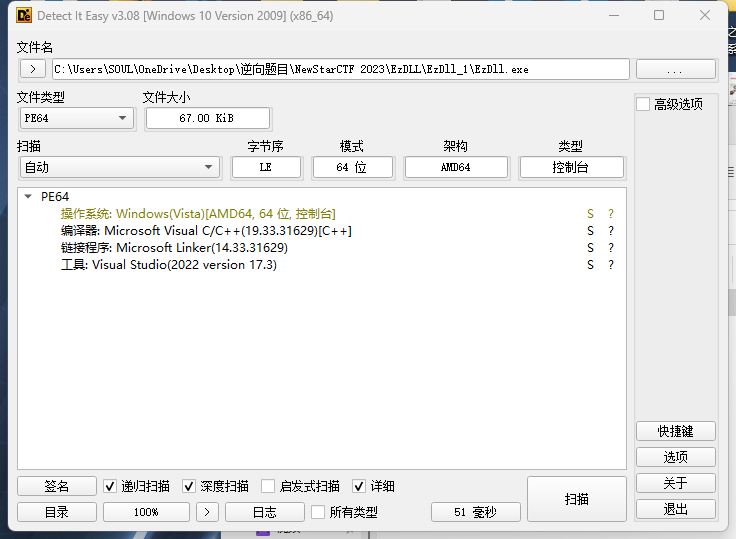 Detect It Easy v3.08 [Windows 10 Version 2009] (x86_64)
文件名
> C:\Users\SOUL\OneDrive\Desktop\逆向题目\NewStarCTF 2023\EzDLL\EzDll_1\EzDll.exe ...
文件类型 文件大小
PE64 67.00 KiB
高级选项
扫描 字节序 模式 架构 类型
自动 LE 64 位 AMD64 控制台
PE64
操作系统: Windows(Vista)[AMD64, 64 位, 控制台] S ?
编译器: Microsoft Visual C/C++(19.33.31629)[C++] S ?
链接程序: Microsoft Linker(14.33.31629) S ?
工具: Visual Studio(2022 version 17.3) S ?
快捷键
选项
关于
退出
签名 递归扫描 深度扫描 启发式扫描 详细
扫描
目录 100% > 日志 所有类型 51 毫秒